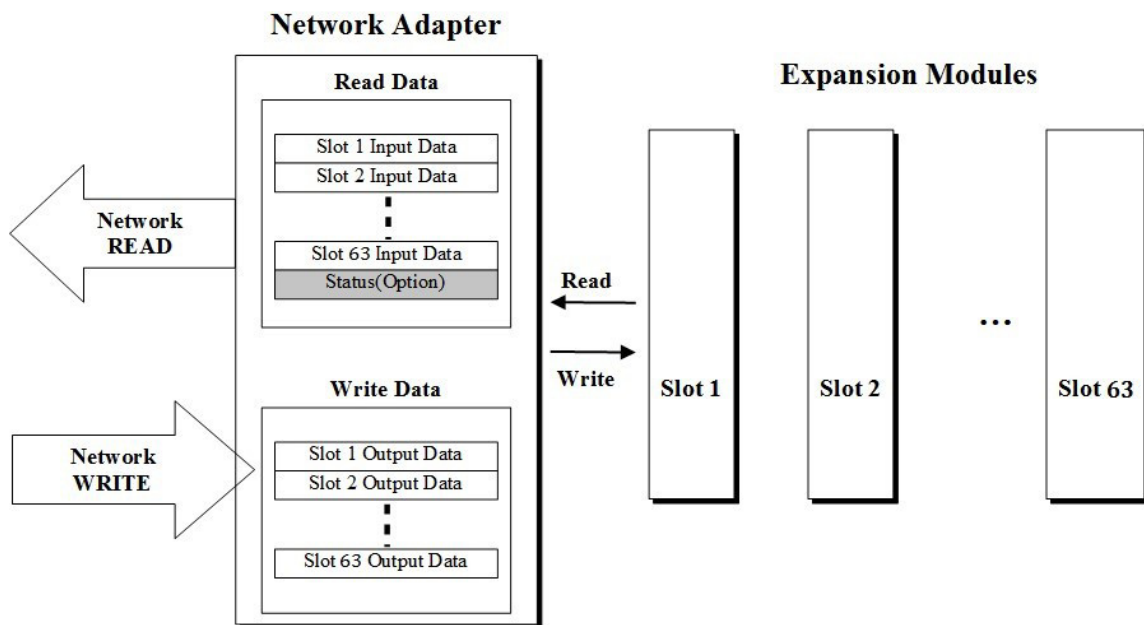 Network Adapter
Read Data
Slot 1 Input Data
Slot 2 Input Data
Slot 63 Input Data
Status(Option)
Network
READ
Write Data
Slot 1 Output Data
Slot 2 Output Data
Slot 63 Output Data
Network
WRITE
Read
Write
Expansion Modules
Slot 1
Slot 2
...
Slot 63